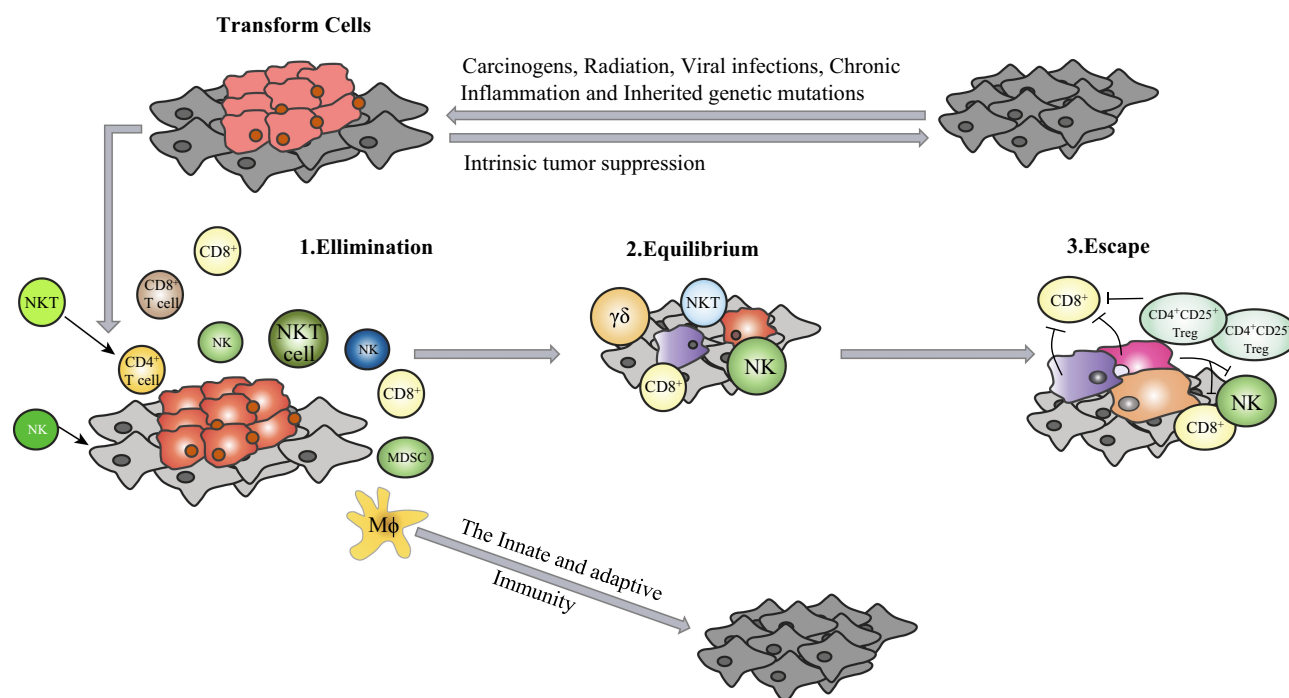 Transform Cells
Carcinogens, Radiation, Viral infections, Chronic
Inflammation and Inherited genetic mutations
Intrinsic tumor suppression
1.Ellimination
2.Equilibrium
3.Escape
CD8⁺
CD8⁺
T cell
NKT
NK
NKT
cell
NK
CD4⁺
T cell
CD8⁺
NK
MDSC
Mϕ
The Innate and adaptive
Immunity
γδ
NKT
CD8⁺
NK
CD8⁺
CD4⁺CD25⁺
Treg
CD4⁺CD25⁺
Treg
NK
CD8⁺